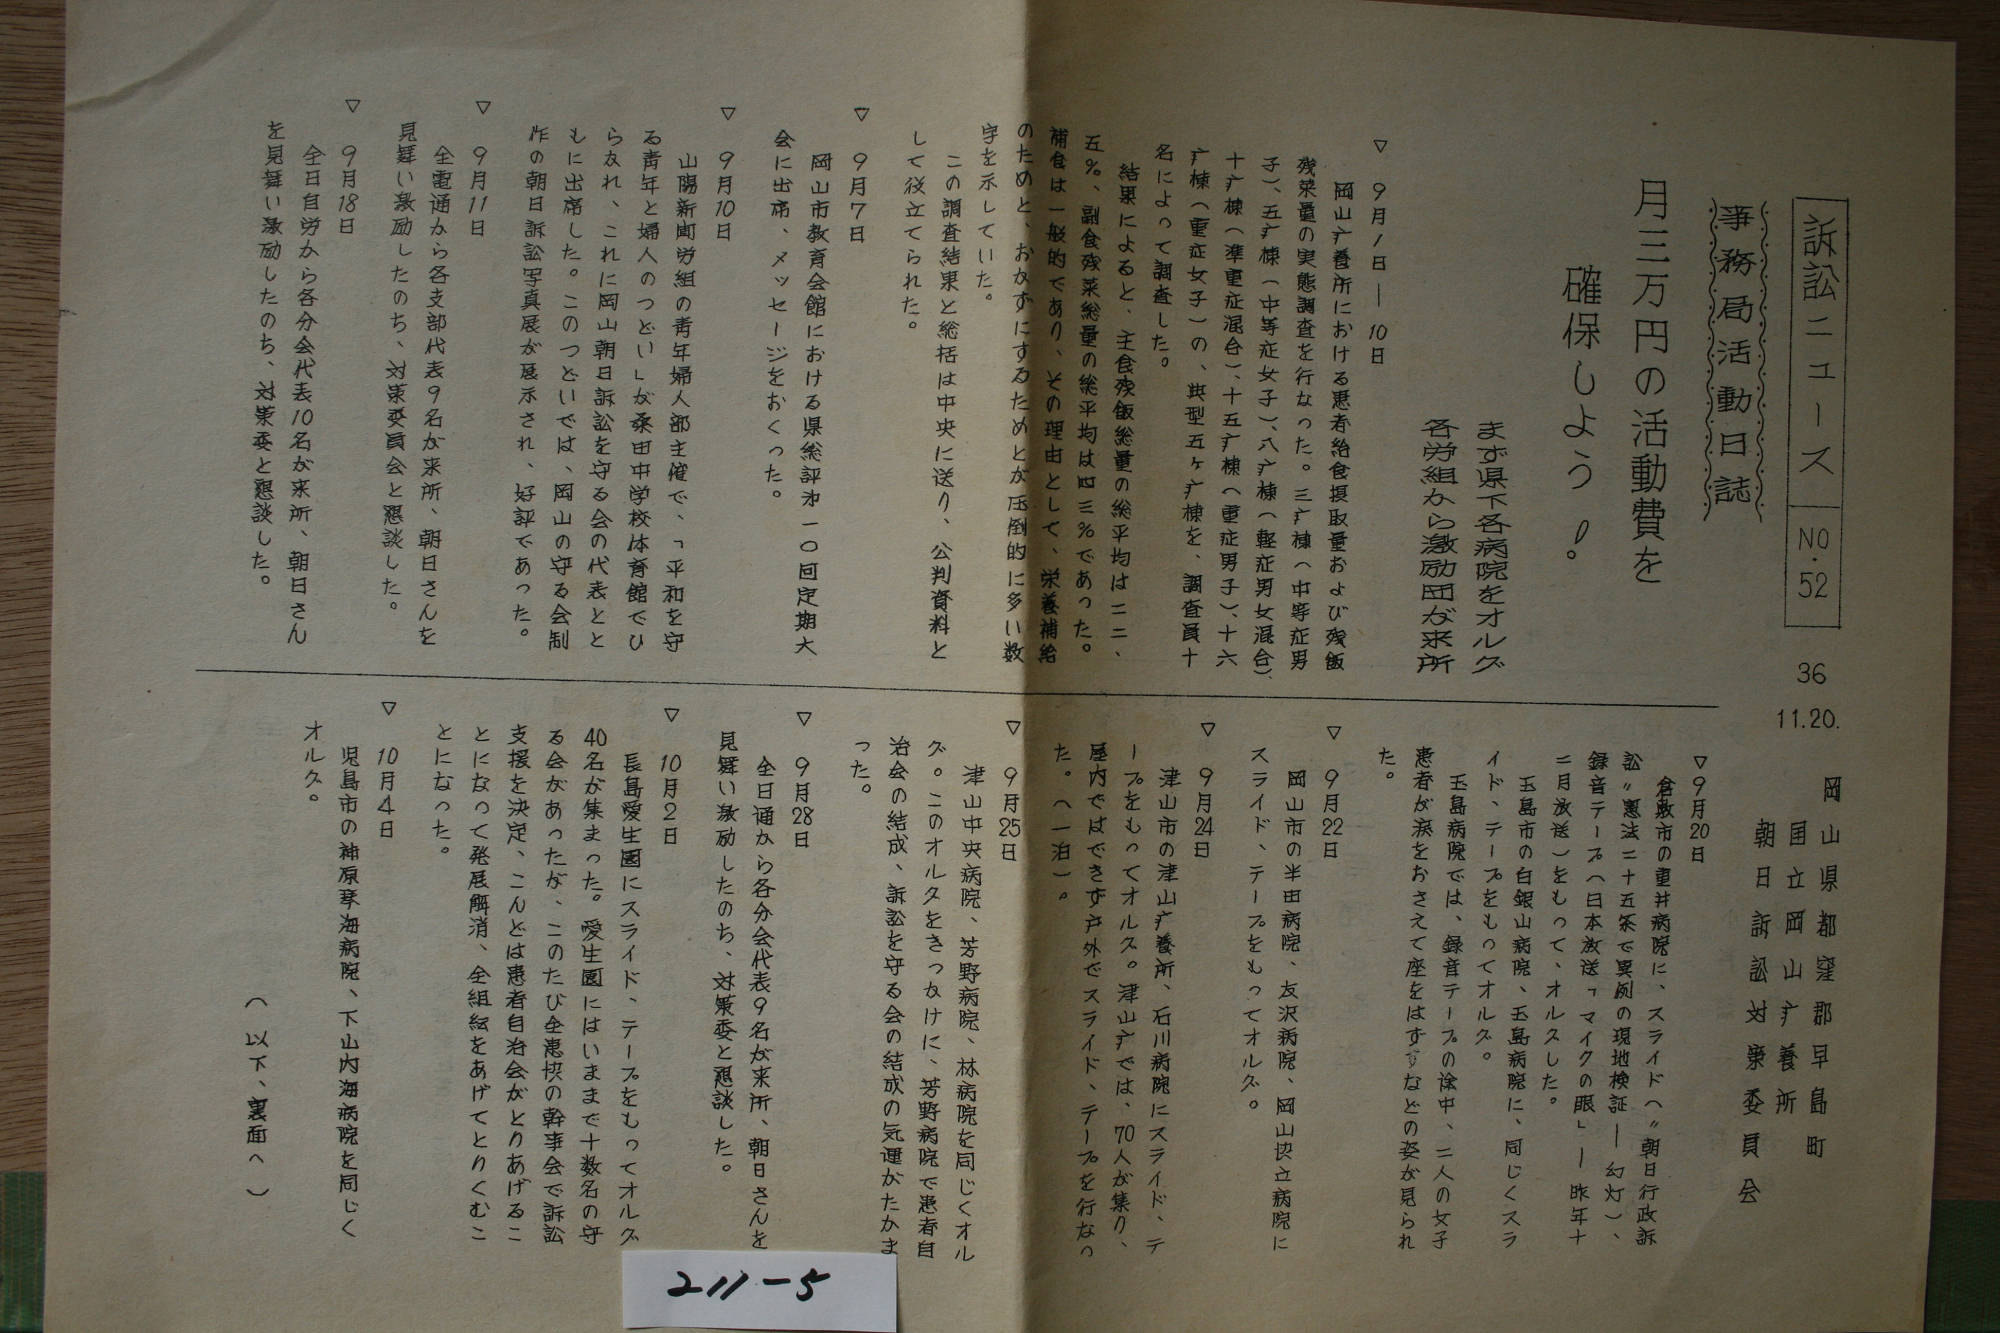 訴訟ニュース NO.52
36
11.20.
岡山県都窪郡早島町
国立岡山疒養所
朝日訴訟対策委員会
事務局活動日誌
月三万円の活動費を
確保しよう!。
まず県下各病院をオルグ
各労組から激励団が来所
▽ 9月1日―10日
岡山疒養所における患者給食摂取量および残飯
残菜量の実態調査を行なった。三疒棟(中等症男
子)、五疒棟(中等症女子)、八疒棟(軽症男女混合)、
十疒棟(準重症混合)、十五疒棟(重症男子)、十六
疒棟(重症女子)の、典型五ヶ疒棟を、調査員十
名によって調査した。
結果によると、主食残飯総量の総平均は二二、
五%、副食残菜総量の総平均は四三%であった。
補食は一般的であり、その理由として、栄養補給
のためと、おかずにするためとが圧倒的に多い数
字を示していた。
この調査結果と総括は中央に送り、公判資料と
して役立てられた。
▽ 9月7日
岡山市教育会館における県総評㐧一〇回定期大
会に出席、メッセージをおくった。
▽ 9月10日
山陽新聞労組の青年婦人部主催で、「平和を守
る青年と婦人のつどい」が桑田中学校体育館でひ
らかれ、これに岡山朝日訴訟を守る会の代表とと
もに出席した。このつどいでは、岡山の守る会制
作の朝日訴訟写真展が展示され、好評であった。
▽ 9月11日
全電通から各支部代表9名が来所、朝日さんを
見舞い激励したのち、対策委員会と懇談した。
▽ 9月18日
全日自労から各分会代表10名が来所、朝日さん
を見舞い激励したのち、対策委と懇談した。
▽9月20日
倉敷市の重井病院に、スライド(〃朝日行政訴
訟〃憲法二十五条で異例の現地検証―幻灯)、
録音テープ(日本放送「マイクの眼」―昨年十
二月放送)をもって、オルグした。
玉島市の白銀山病院、玉島病院に、同じくスラ
イド、テープをもってオルグ。
玉島病院では、録音テープの途中、二人の女子
患者が涙をおさえて座をはずすなどの姿が見られ
た。
▽ 9月22日
岡山市の半田病院、友沢病院、岡山協立病院に
スライド、テープをもってオルグ。
▽ 9月24日
津山市の津山疒養所、石川病院にスライド、テ
ープをもってオルグ。津山疒では、70人が集り、
屋内ではできず戸外でスライド、テープを行なっ
た。(一泊)。
▽ 9月25日
津山中央病院、芳野病院、林病院を同じくオル
グ。このオルグをきっかけに、芳野病院で患者自
治会の結成、訴訟を守る会の結成の気運がたかま
った。
▽ 9月28日
全日通から各分会代表9名が来所、朝日さんを
見舞い激励したのち、対策委と懇談した。
▽ 10月2日
長島愛生園にスライド、テープをもってオルグ
40名が集まった。愛生園にはいままで十数名の守
る会があったが、このたび全患協の幹事会で訴訟
支援を決定、こんどは患者自治会がとりあげるこ
とになって発展解消、全組織をあげてとりくむこ
とになった。
▽ 10月4日
児島市の神原琴海病院、下山内海病院を同じく
オルグ。
(以下、裏面へ)
211-5